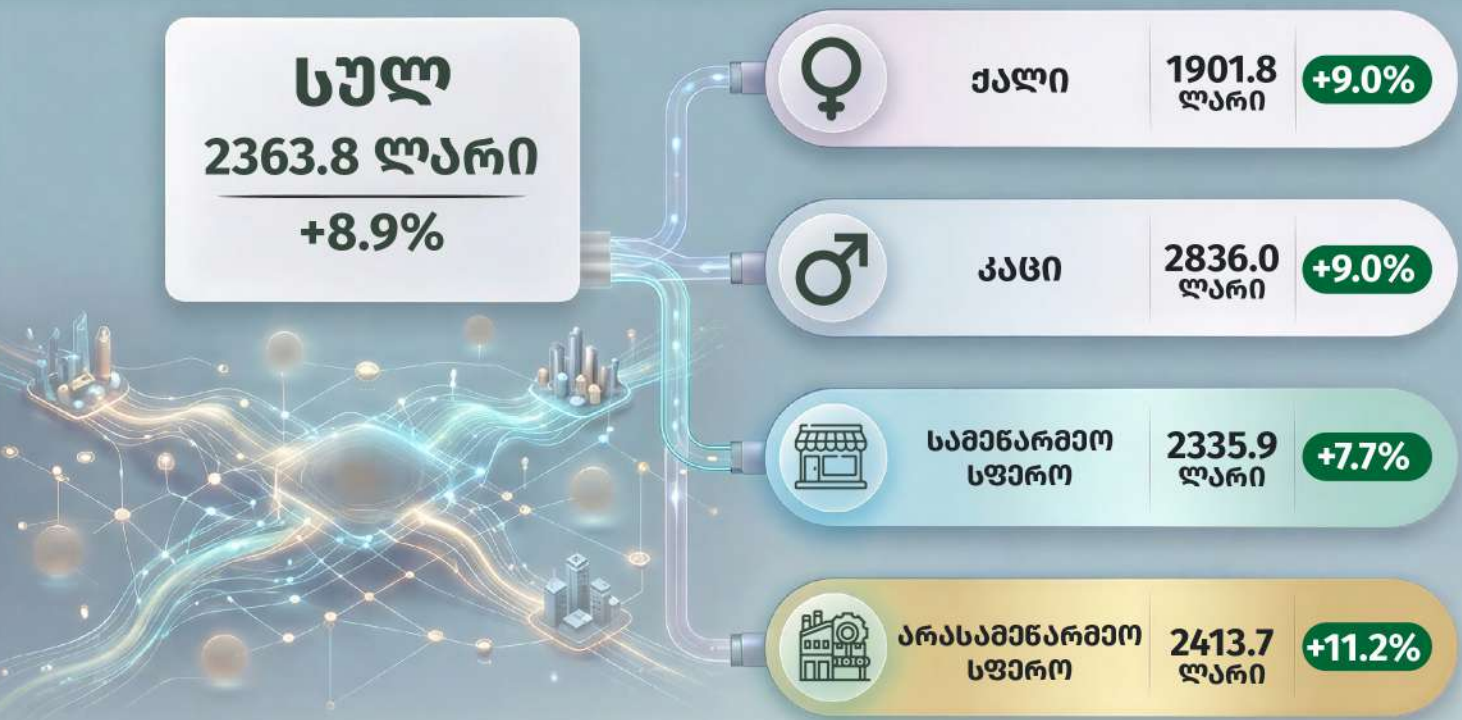 სულ
2363.8 ლარი
+8.9%
ქალი
1901.8
ლარი
+9.0%
კაცი
2836.0
ლარი
+9.0%
სამეწარმეო
სფერო
2335.9
ლარი
+7.7%
არასამეწარმეო
სფერო
2413.7
ლარი
+11.2%